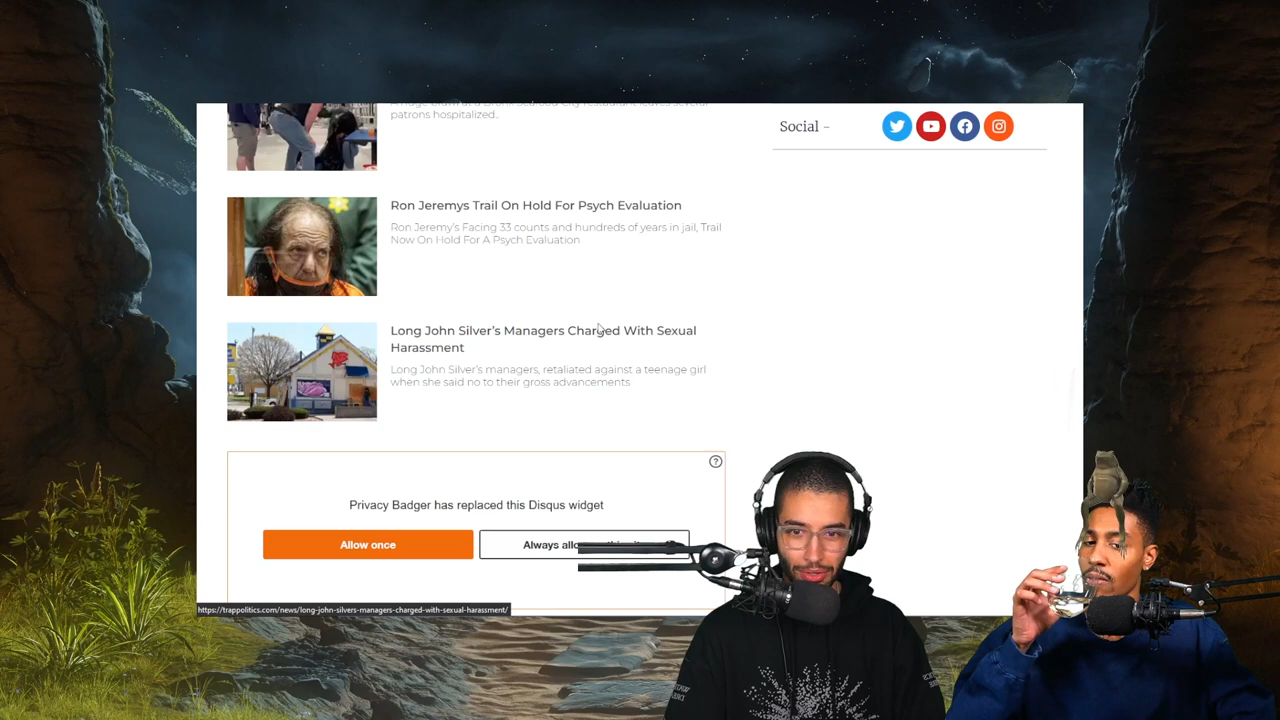 patrons hospitalized..
Social -
Ron Jeremys Trail On Hold For Psych Evaluation
Ron Jeremy's Facing 33 counts and hundreds of years in jail, Trail
Now On Hold For A Psych Evaluation
Long John Silver's Managers Charged With Sexual
Harassment
Long John Silver's managers, retaliated against a teenage girl
when she said no to their gross advancements
?
Privacy Badger has replaced this Disqus widget
Allow once
Always
https://trappolitics.com/news/long-john-silvers-managers-charged-with-sexual-harassment/